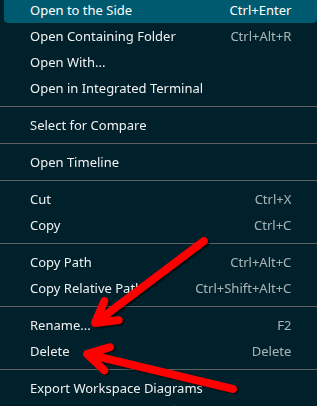 Open to the Side Ctrl+Enter
Open Containing Folder Ctrl+Alt+R
Open With...
Open in Integrated Terminal
Select for Compare
Open Timeline
Cut Ctrl+X
Copy Ctrl+C
Copy Path Ctrl+Alt+C
Copy Relative Path Ctrl+Shift+Alt+C
Rename... F2
Delete Delete
Export Workspace Diagrams